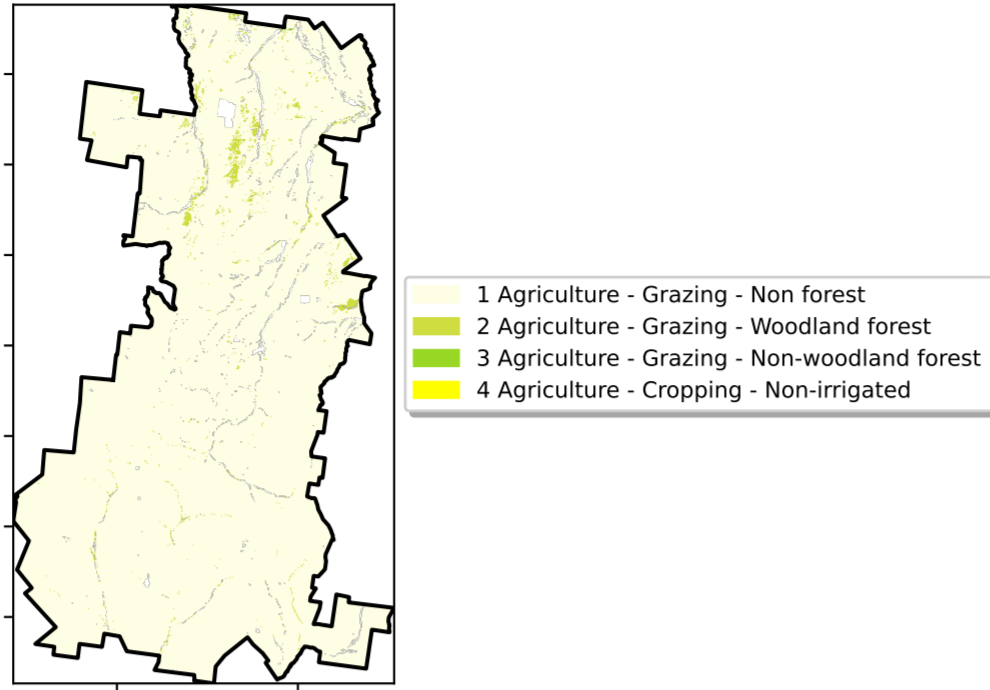 1 Agriculture - Grazing - Non forest
2 Agriculture - Grazing - Woodland forest
3 Agriculture - Grazing - Non-woodland forest
4 Agriculture - Cropping - Non-irrigated